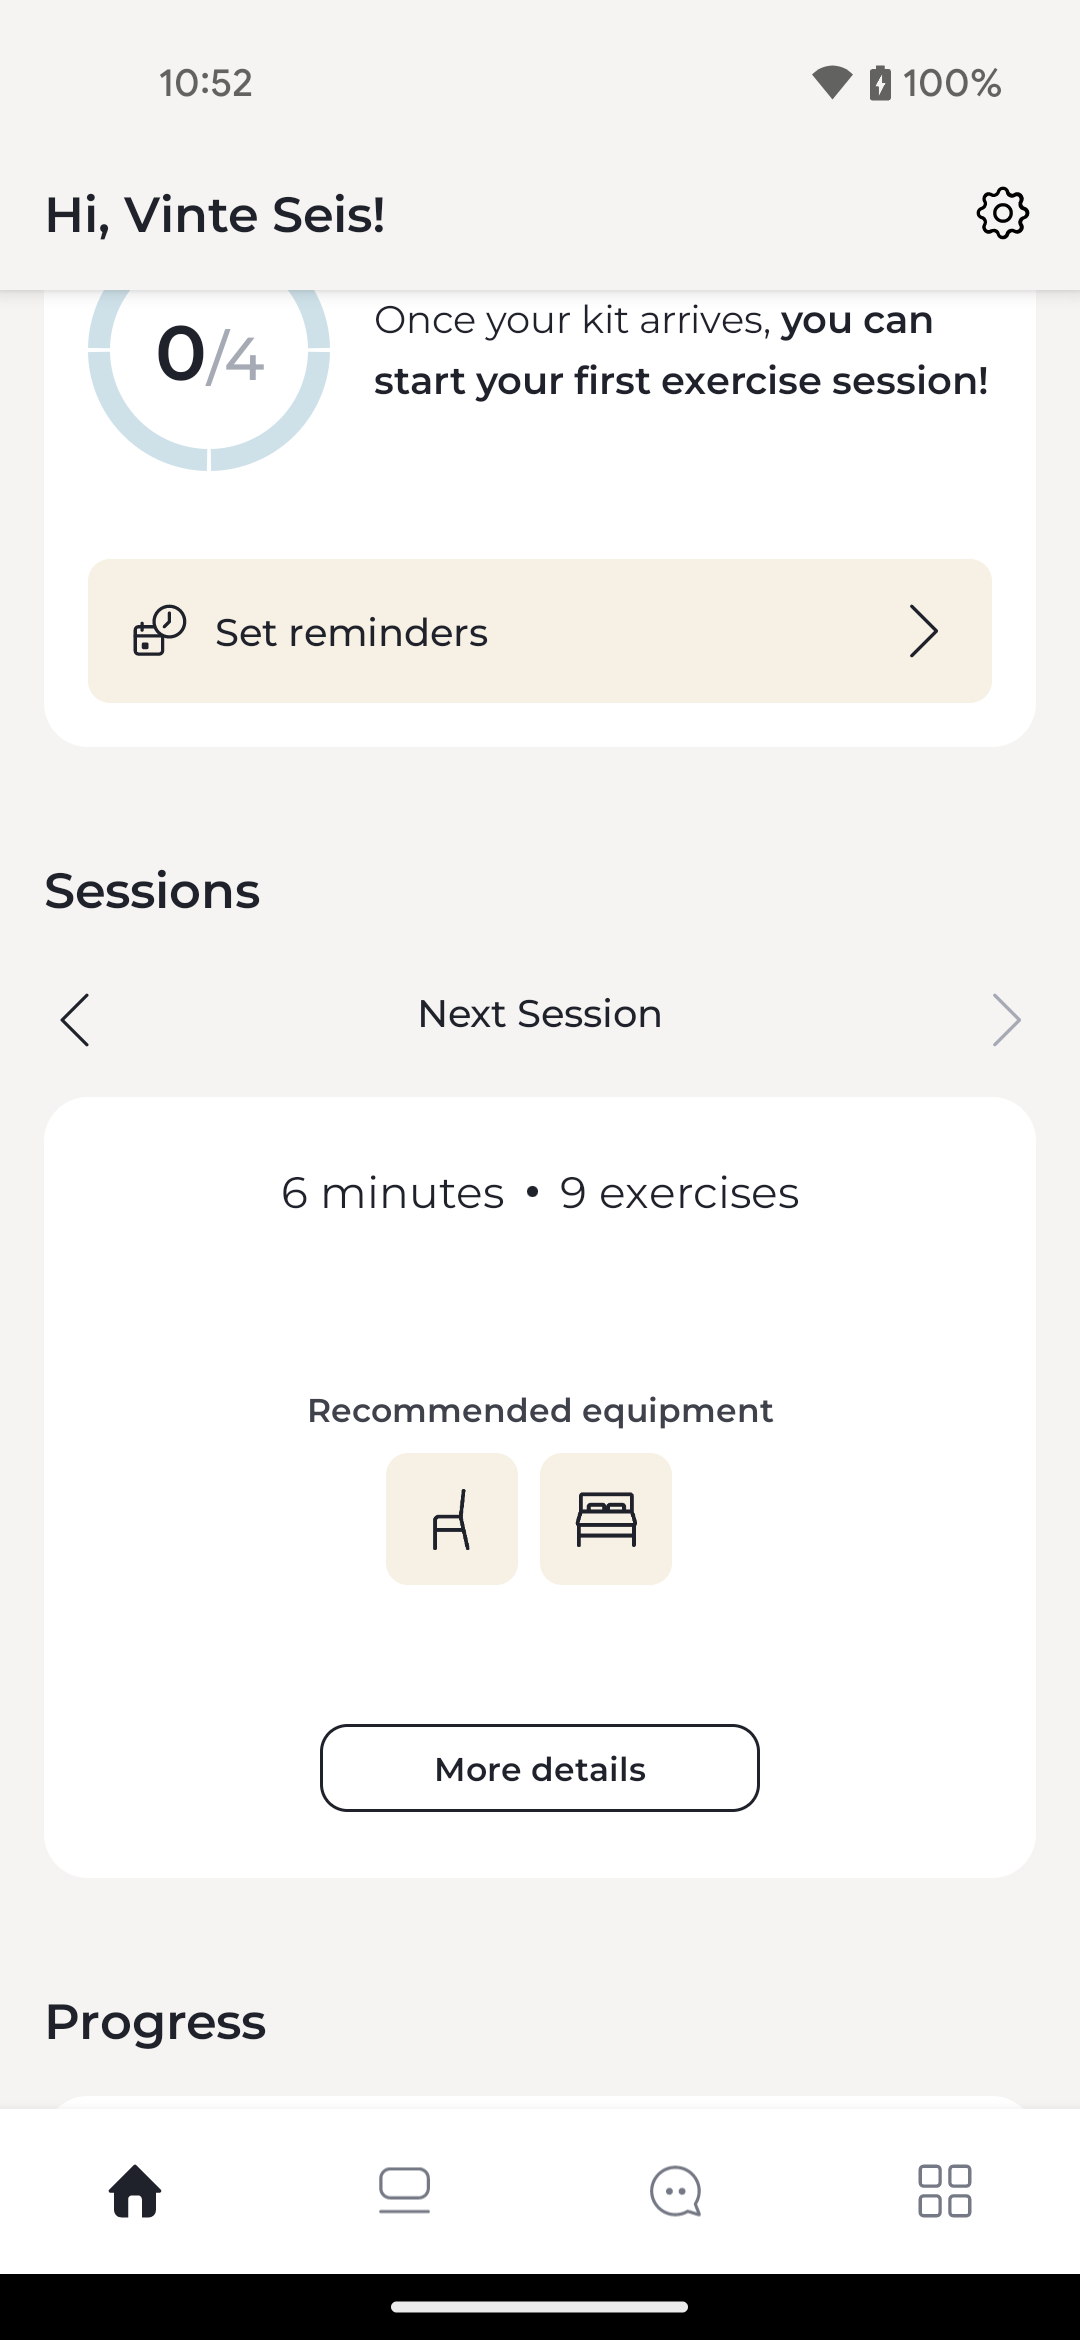 10:52
100%
Hi, Vinte Seis!
0/4
Once your kit arrives, you can
start your first exercise session!
Set reminders
Sessions
Next Session
6 minutes • 9 exercises
Recommended equipment
More details
Progress